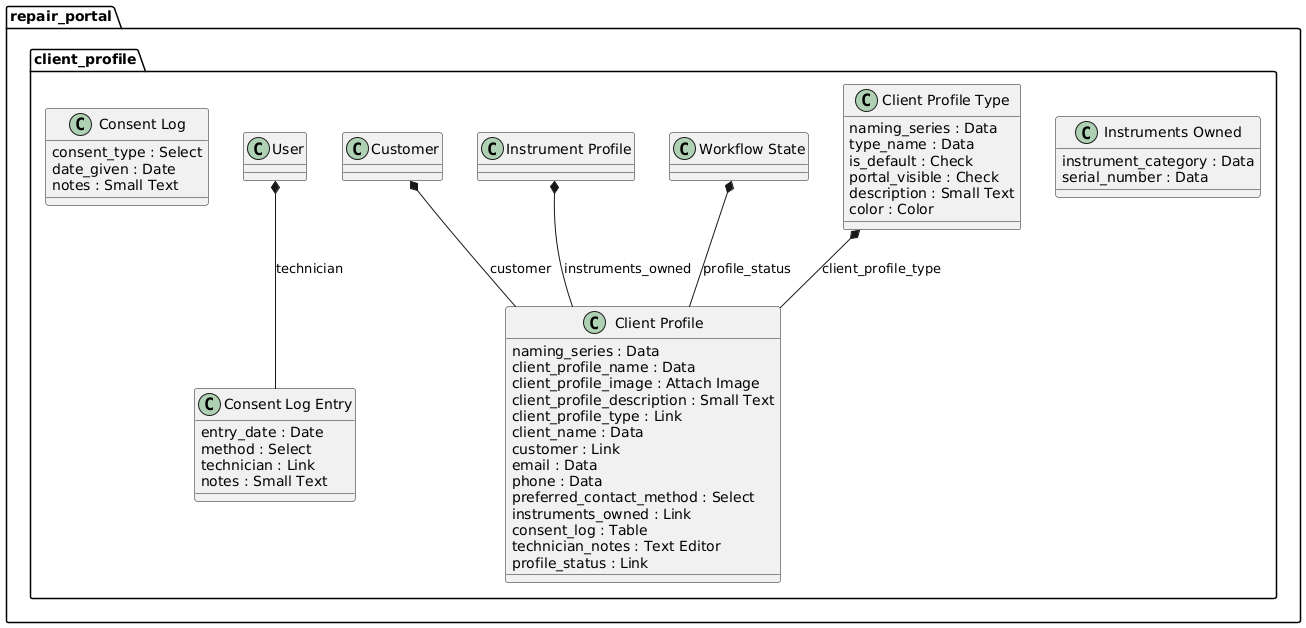 repair_portal
client_profile
C Consent Log
consent_type : Select
date_given : Date
notes : Small Text
C User
C Customer
C Instrument Profile
C Workflow State
C Client Profile Type
naming_series : Data
type_name : Data
is_default : Check
portal_visible : Check
description : Small Text
color : Color
C Instruments Owned
instrument_category : Data
serial_number : Data
technician
customer
instruments_owned
profile_status
client_profile_type
C Consent Log Entry
entry_date : Date
method : Select
technician : Link
notes : Small Text
C Client Profile
naming_series : Data
client_profile_name : Data
client_profile_image : Attach Image
client_profile_description : Small Text
client_profile_type : Link
client_name : Data
customer : Link
email : Data
phone : Data
preferred_contact_method : Select
instruments_owned : Link
consent_log : Table
technician_notes : Text Editor
profile_status : Link